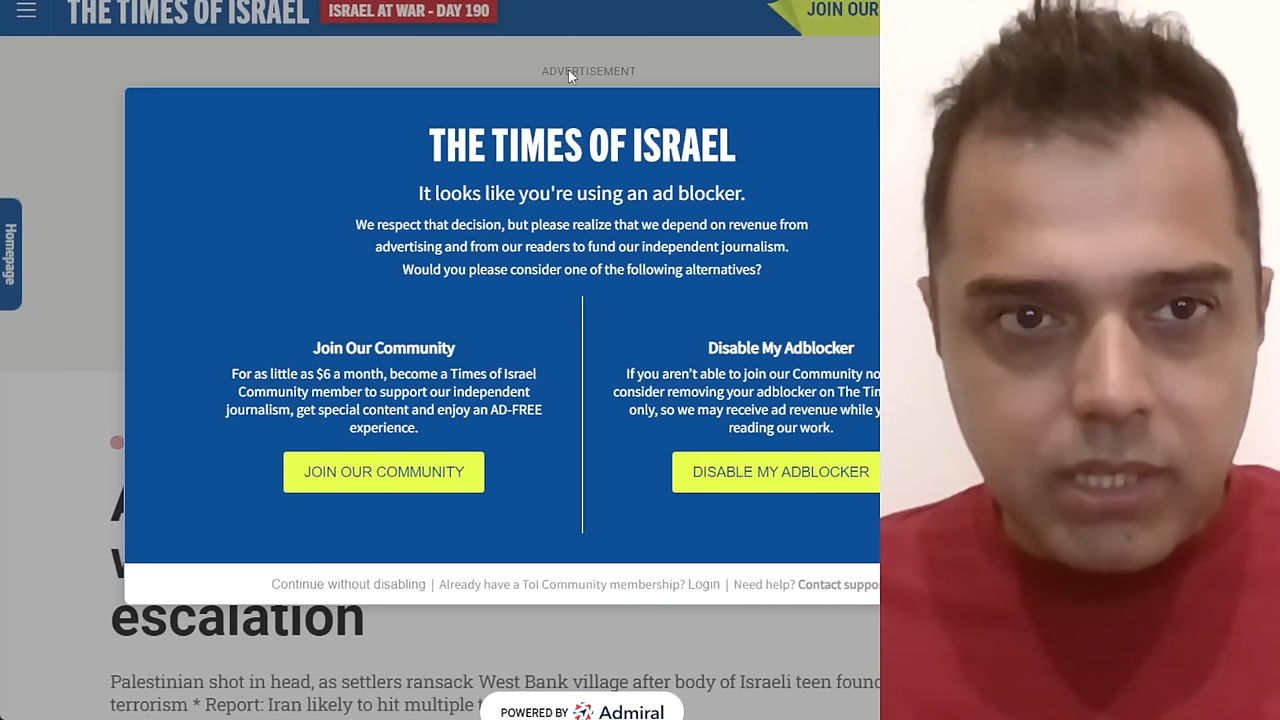 THE TIMES OF ISRAEL
ISRAEL AT WAR - DAY 190
JOIN OUR
ADVERTISEMENT
THE TIMES OF ISRAEL
It looks like you're using an ad blocker.
We respect that decision, but please realize that we depend on revenue from
advertising and from our readers to fund our independent journalism.
Would you please consider one of the following alternatives?
Homepage
Join Our Community
For as little as $6 a month, become a Times of Israel
Community member to support our independent
journalism, get special content and enjoy an AD-FREE
experience.
JOIN OUR COMMUNITY
Disable My Adblocker
If you aren't able to join our Community
consider removing your adblocker on The
only, so we may receive ad revenue while
reading our work.
DISABLE MY ADBLOCKER
Continue without disabling | Already have a ToI Community membership? Login | Need help? Contact
escalation
Palestinian shot in head, as settlers ransack West Bank village after body of Israeli teen
terrorism * Report: Iran likely to hit multiple
POWERED BY Admiral